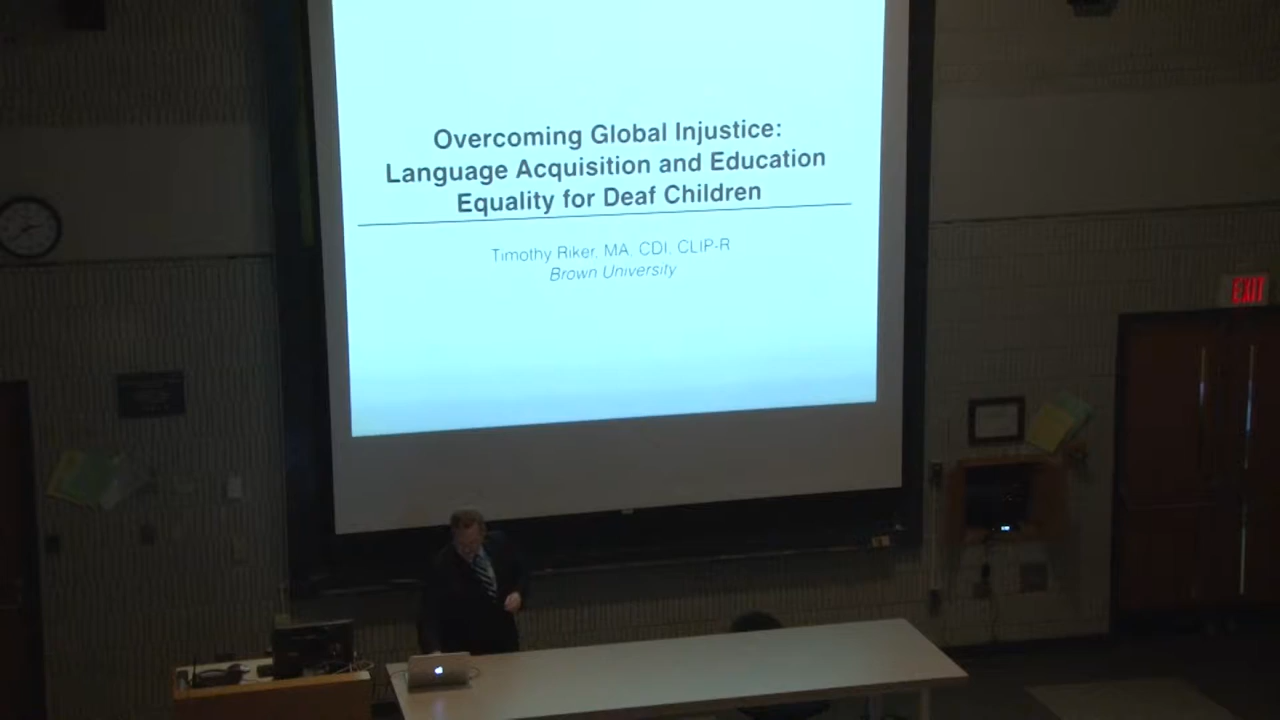 Overcoming Global Injustice:
Language Acquisition and Education
Equality for Deaf Children
Timothy Riker, MA, CDI, CLIP-R
Brown University
EXIT